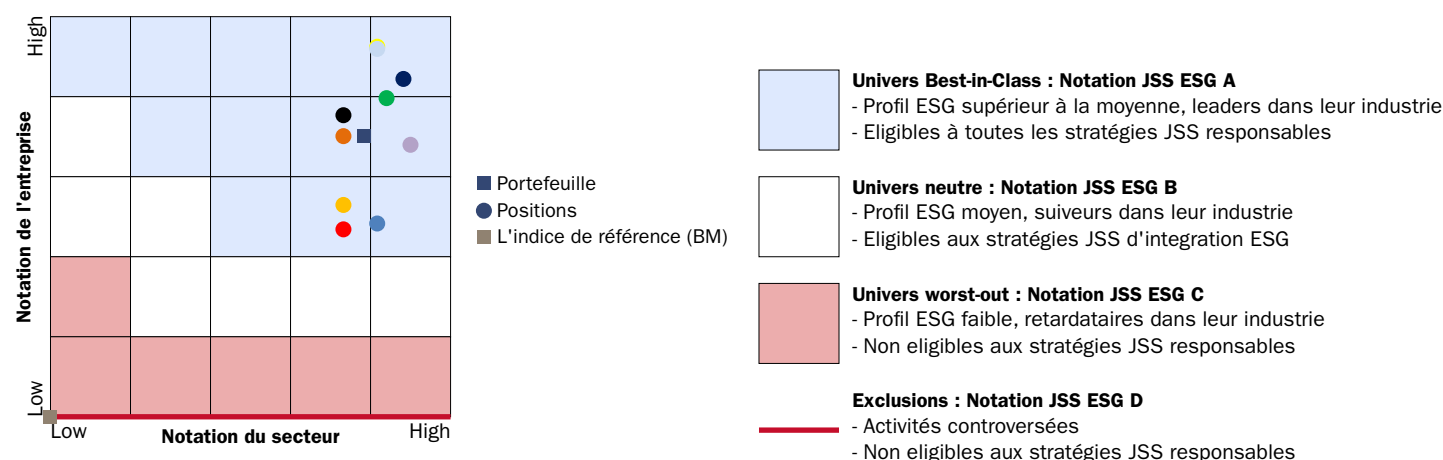 High
Notation de l'entreprise
Low
Low
Notation du secteur
High
Portefeuille
Positions
L'indice de référence (BM)
Univers Best-in-Class : Notation JSS ESG A
- Profil ESG supérieur à la moyenne, leaders dans leur industrie
- Eligibles à toutes les stratégies JSS responsables
Univers neutre : Notation JSS ESG B
- Profil ESG moyen, suiveurs dans leur industrie
- Eligibles aux stratégies JSS d'integration ESG
Univers worst-out : Notation JSS ESG C
- Profil ESG faible, retardataires dans leur industrie
- Non eligibles aux stratégies JSS responsables
Exclusions : Notation JSS ESG D
- Activités controversées
- Non eligibles aux stratégies JSS responsables